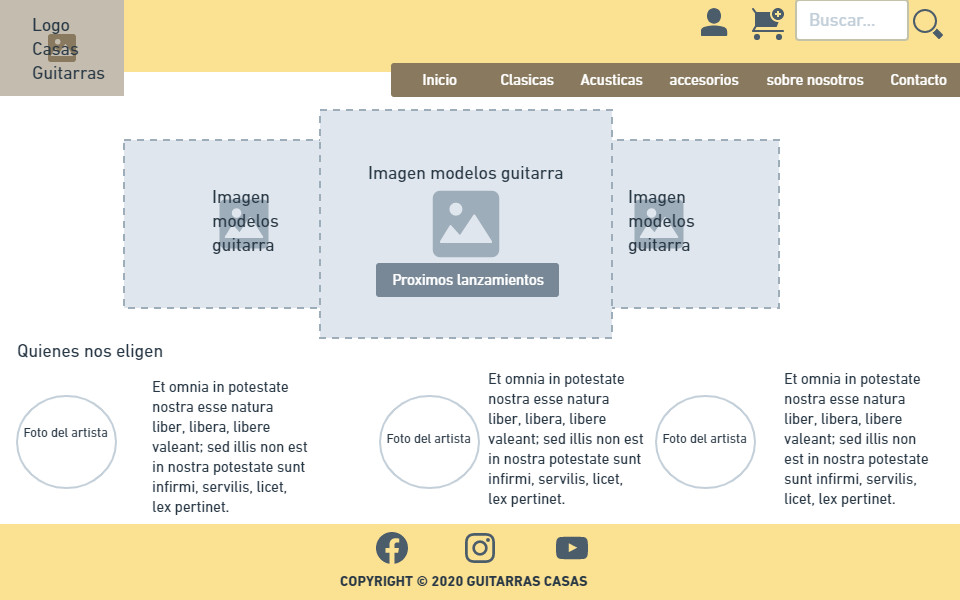 Logo
Casas
Guitarras
Buscar...
Inicio
Clasicas
Acusticas
accesorios
sobre nosotros
Contacto
Imagen
modelos
guitarra
Imagen modelos guitarra
Proximos lanzamientos
Imagen
modelos
guitarra
Quienes nos eligen
Foto del artista
Et omnia in potestate
nostra esse natura
liber, libera, libere
valeant; sed illis non est
in nostra potestate sunt
infirmi, servilis, licet,
lex pertinet.
Foto del artista
Et omnia in potestate
nostra esse natura
liber, libera, libere
valeant; sed illis non est
in nostra potestate sunt
infirmi, servilis, licet,
lex pertinet.
Foto del artista
Et omnia in potestate
nostra esse natura
liber, libera, libere
valeant; sed illis non
est in nostra potestate
sunt infirmi, servilis,
licet, lex pertinet.
COPYRIGHT © 2020 GUITARRAS CASAS